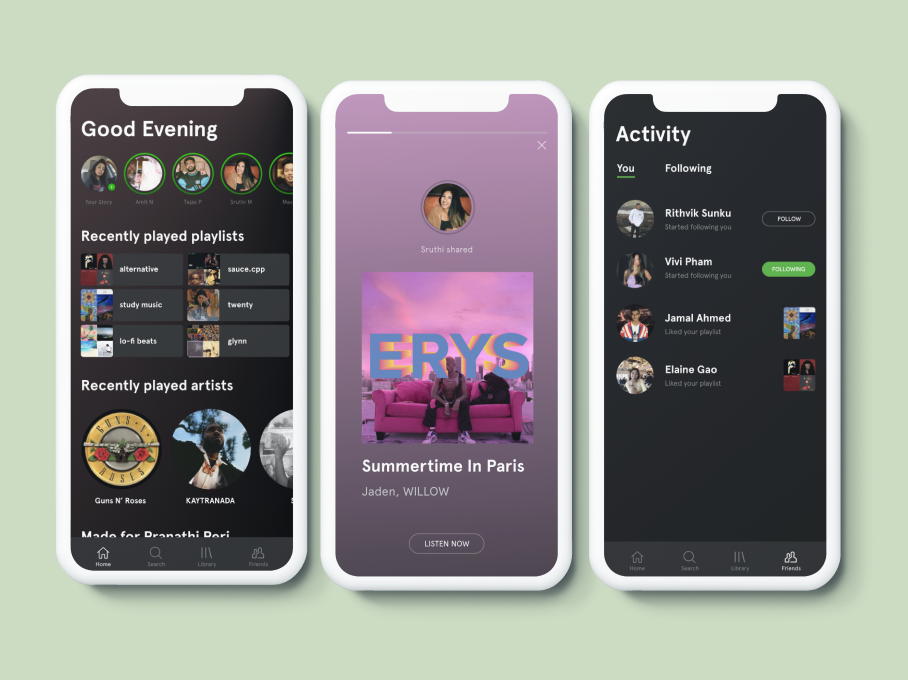 Good Evening
Your Story
Amit N
Tejas P
Sruthi M
Recently played playlists
alternative
sauce.cpp
study music
twenty
lo-fi beats
glynn
Recently played artists
GUNS N' ROSES
Guns N' Roses
KAYTRANADA
S
Made for Pranathi Peri
Home
Search
Library
Friends
Sruthi shared
ERYS
Summertime In Paris
Jaden, WILLOW
LISTEN NOW
Activity
You
Following
Rithvik Sunku
Started following you
FOLLOW
Vivi Pham
Started following you
FOLLOWING
Jamal Ahmed
Liked your playlist
Elaine Gao
Liked your playlist
Home
Search
Library
Friends